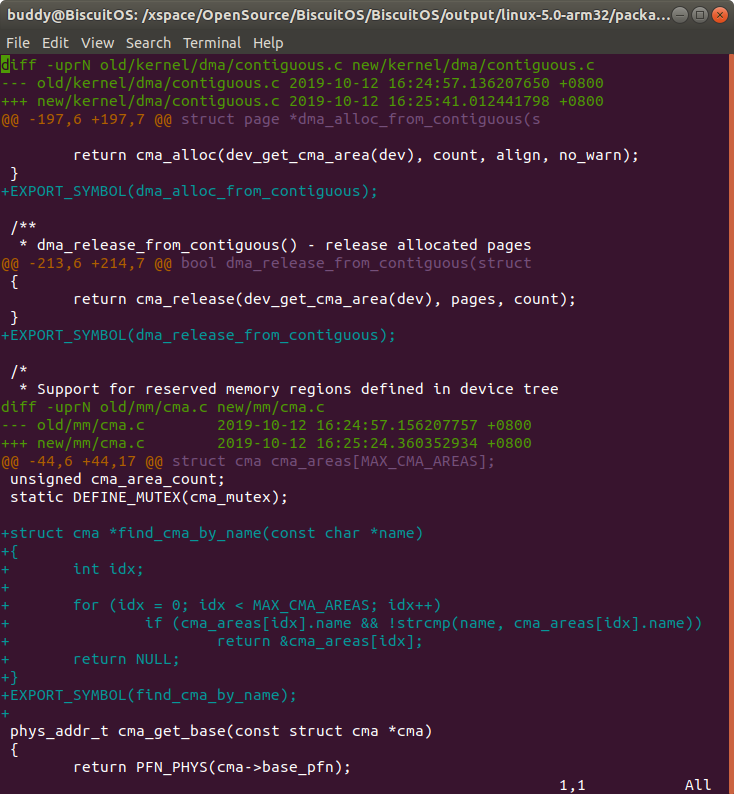 buddy@BiscuitOS: /xspace/OpenSource/BiscuitOS/BiscuitOS/output/linux-5.0-arm32/packa...
File Edit View Search Terminal Help
diff -uprN old/kernel/dma/contiguous.c new/kernel/dma/contiguous.c
--- old/kernel/dma/contiguous.c 2019-10-12 16:24:57.136207650 +0800
+++ new/kernel/dma/contiguous.c 2019-10-12 16:25:41.012441798 +0800
@@ -197,6 +197,7 @@ struct page *dma_alloc_from_contiguous(s
        return cma_alloc(dev_get_cma_area(dev), count, align, no_warn);
 }
+EXPORT_SYMBOL(dma_alloc_from_contiguous);
 /**
  * dma_release_from_contiguous() - release allocated pages
@@ -213,6 +214,7 @@ bool dma_release_from_contiguous(struct
 {
        return cma_release(dev_get_cma_area(dev), pages, count);
 }
+EXPORT_SYMBOL(dma_release_from_contiguous);
 /*
  * Support for reserved memory regions defined in device tree
diff -uprN old/mm/cma.c new/mm/cma.c
--- old/mm/cma.c        2019-10-12 16:24:57.156207757 +0800
+++ new/mm/cma.c        2019-10-12 16:25:24.360352934 +0800
@@ -44,6 +44,17 @@ struct cma cma_areas[MAX_CMA_AREAS];
 unsigned cma_area_count;
 static DEFINE_MUTEX(cma_mutex);
+struct cma *find_cma_by_name(const char *name)
+{
+       int idx;
+
+       for (idx = 0; idx < MAX_CMA_AREAS; idx++)
+               if (cma_areas[idx].name && !strcmp(name, cma_areas[idx].name))
+                       return &cma_areas[idx];
+       return NULL;
+}
+EXPORT_SYMBOL(find_cma_by_name);
+
 phys_addr_t cma_get_base(const struct cma *cma)
 {
        return PFN_PHYS(cma->base_pfn);
1,1           All